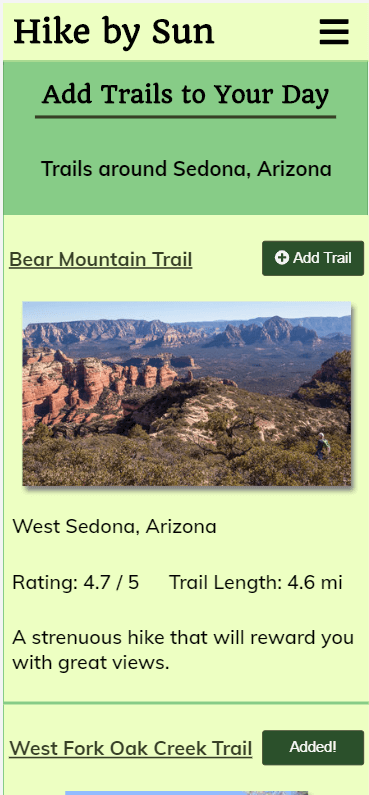 Hike by Sun
Add Trails to Your Day
Trails around Sedona, Arizona
Bear Mountain Trail
Add Trail
West Sedona, Arizona
Rating: 4.7 / 5 Trail Length: 4.6 mi
A strenuous hike that will reward you
with great views.
West Fork Oak Creek Trail
Added!